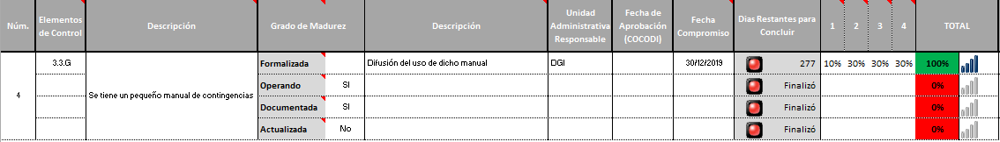 Núm. Elementos de Control Descripción Grado de Madurez Descripción Unidad Administrativa Responsable Fecha de Aprobación (COCODI) Fecha Compromiso Dias Restantes para Concluir 1 2 3 4 TOTAL
4 3.3.G Se tiene un pequeño manual de contingencias Formalizada Difusión del uso de dicho manual DGI 30/12/2019 277 10% 30% 30% 30% 100%
Operando SI Finalizó 0%
Documentada SI Finalizó 0%
Actualizada No Finalizó 0%